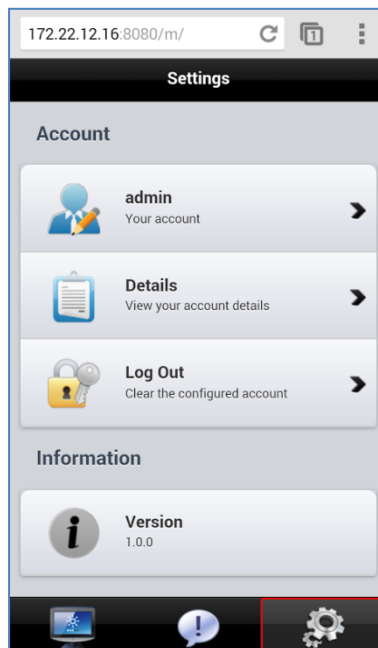 172.22.12.16:8080/m/ 1
Settings
Account
admin
Your account
Details
View your account details
Log Out
Clear the configured account
Information
Version
1.0.0